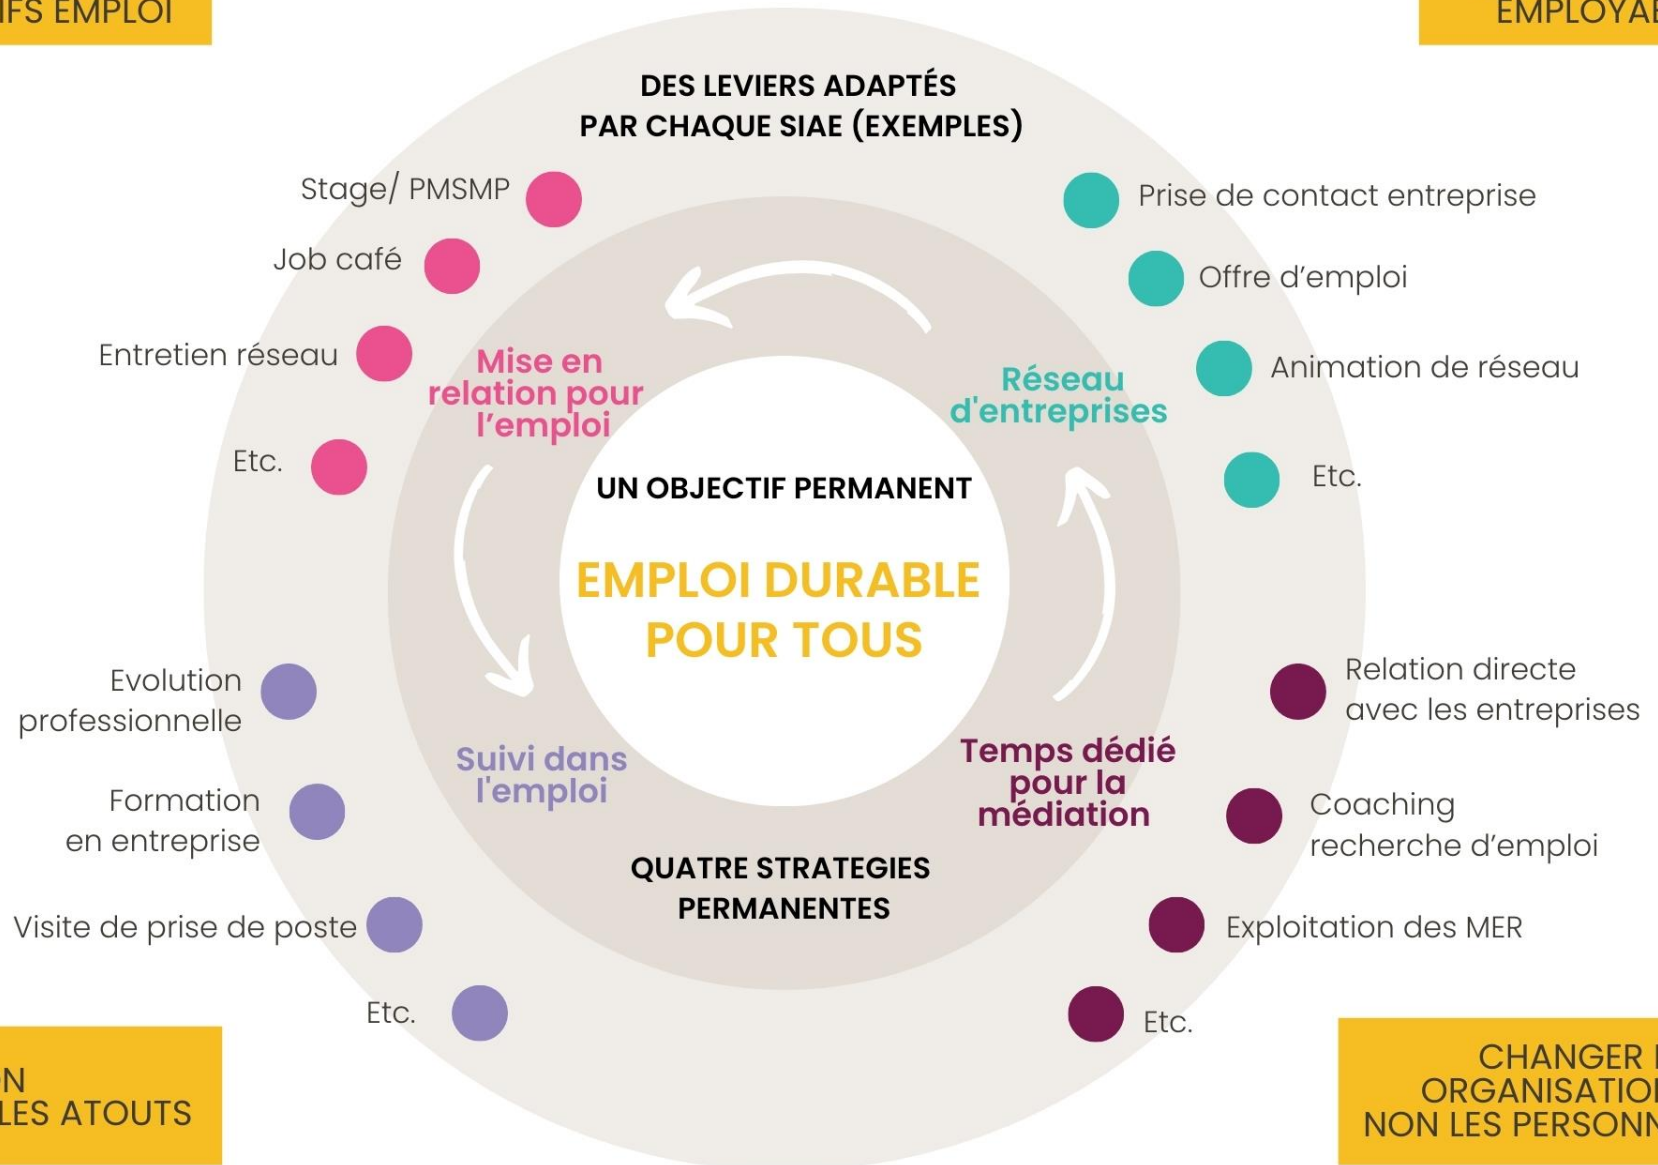 IFS EMPLOI
EMPLOYAB
DES LEVIERS ADAPTÉS
PAR CHAQUE SIAE (EXEMPLES)
Stage/ PMSMP
Job café
Entretien réseau
Etc.
Prise de contact entreprise
Offre d’emploi
Animation de réseau
Etc.
Mise en
relation pour
l’emploi
Réseau
d'entreprises
UN OBJECTIF PERMANENT
EMPLOI DURABLE
POUR TOUS
Evolution
professionnelle
Formation
en entreprise
Visite de prise de poste
Etc.
Suivi dans
l'emploi
Temps dédié
pour la
médiation
Relation directe
avec les entreprises
Coaching
recherche d’emploi
Exploitation des MER
Etc.
QUATRE STRATEGIES
PERMANENTES
N
LES ATOUTS
CHANGER
ORGANISATIO
NON LES PERSONN